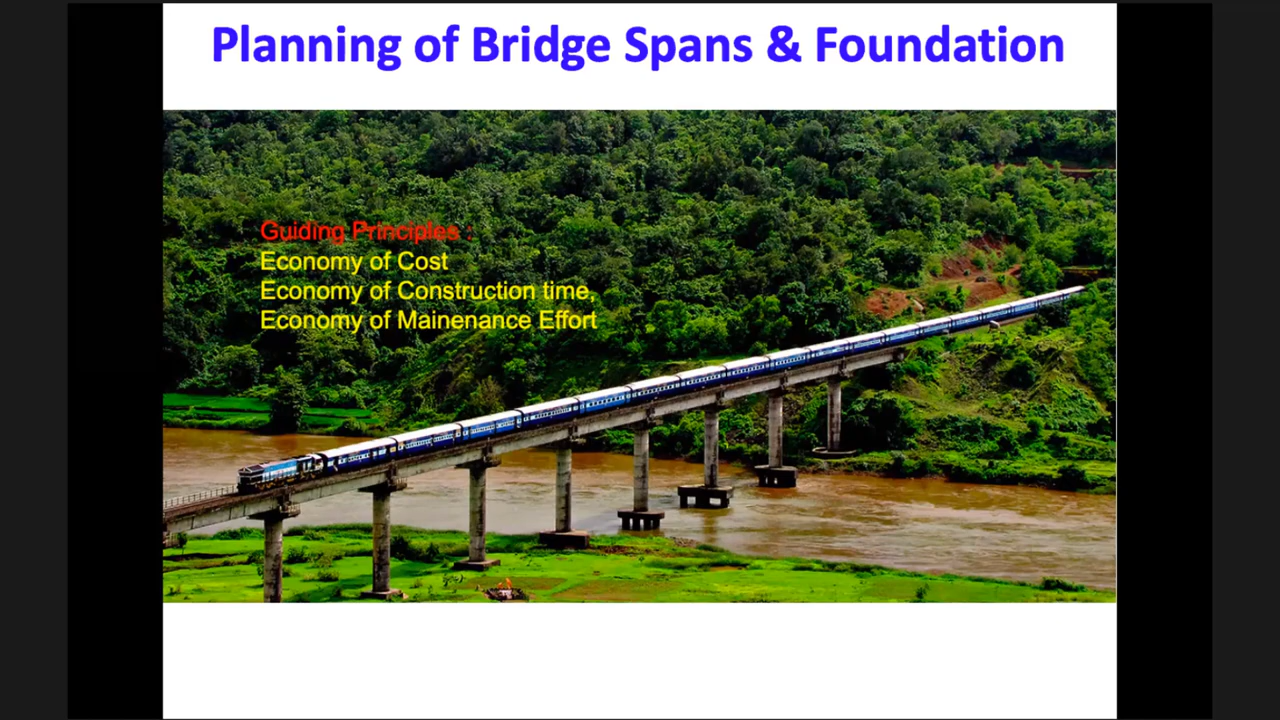 Planning of Bridge Spans & Foundation
Guiding Principles :
Economy of Cost
Economy of Construction time,
Economy of Mainenance Effort